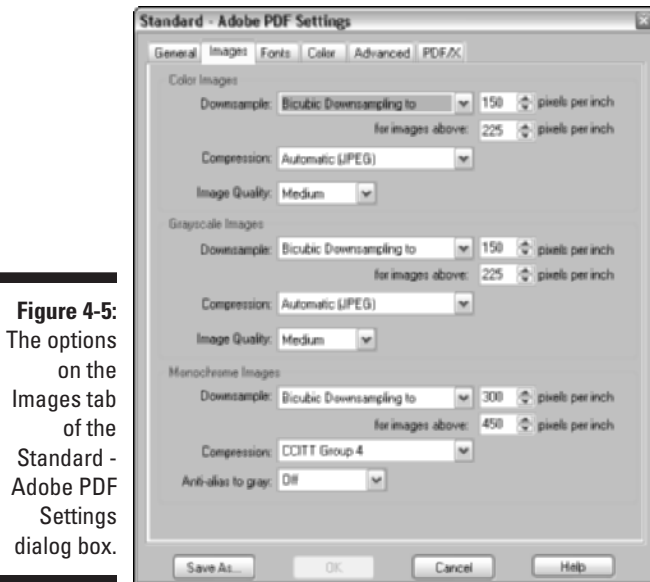 Standard - Adobe PDF Settings
General Images Fonts Color Advanced PDF/X
Color Images
Downsample: Bicubic Downsampling to 150 pixels per inch
for images above: 225 pixels per inch
Compression: Automatic (JPEG)
Image Quality: Medium
Grayscale Images
Downsample: Bicubic Downsampling to 150 pixels per inch
for images above: 225 pixels per inch
Compression: Automatic (JPEG)
Image Quality: Medium
Monochrome Images
Downsample: Bicubic Downsampling to 300 pixels per inch
for images above: 450 pixels per inch
Compression: CCITT Group 4
Anti-alias to gray: Off
Save As... OK Cancel Help
Figure 4-5:
The options
on the
Images tab
of the
Standard -
Adobe PDF
Settings
dialog box.